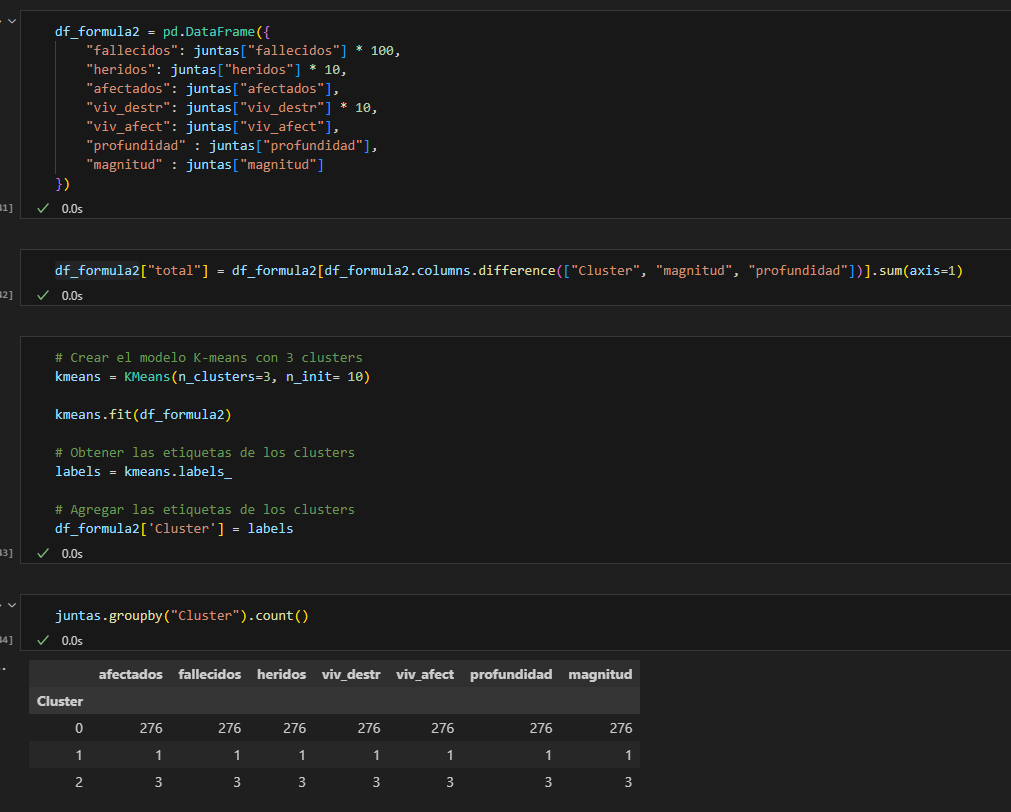 df_formula2 = pd.DataFrame({
"fallecidos": juntas["fallecidos"] * 100,
"heridos": juntas["heridos"] * 10,
"afectados": juntas["afectados"],
"viv_destr": juntas["viv_destr"] * 10,
"viv_afect": juntas["viv_afect"],
"profundidad" : juntas["profundidad"],
"magnitud" : juntas["magnitud"]
})
41]
0.0s
df_formula2["total"] = df_formula2[df_formula2.columns.difference(["Cluster", "magnitud", "profundidad"])].sum(axis=1)
42]
0.0s
# Crear el modelo K-means con 3 clusters
kmeans = KMeans(n_clusters=3, n_init= 10)
kmeans.fit(df_formula2)
# Obtener las etiquetas de los clusters
labels = kmeans.labels_
# Agregar las etiquetas de los clusters
df_formula2['Cluster'] = labels
43]
0.0s
juntas.groupby("Cluster").count()
44]
0.0s
afectados fallecidos heridos viv_destr viv_afect profundidad magnitud
Cluster
0 276 276 276 276 276 276 276
1 1 1 1 1 1 1 1
2 3 3 3 3 3 3 3